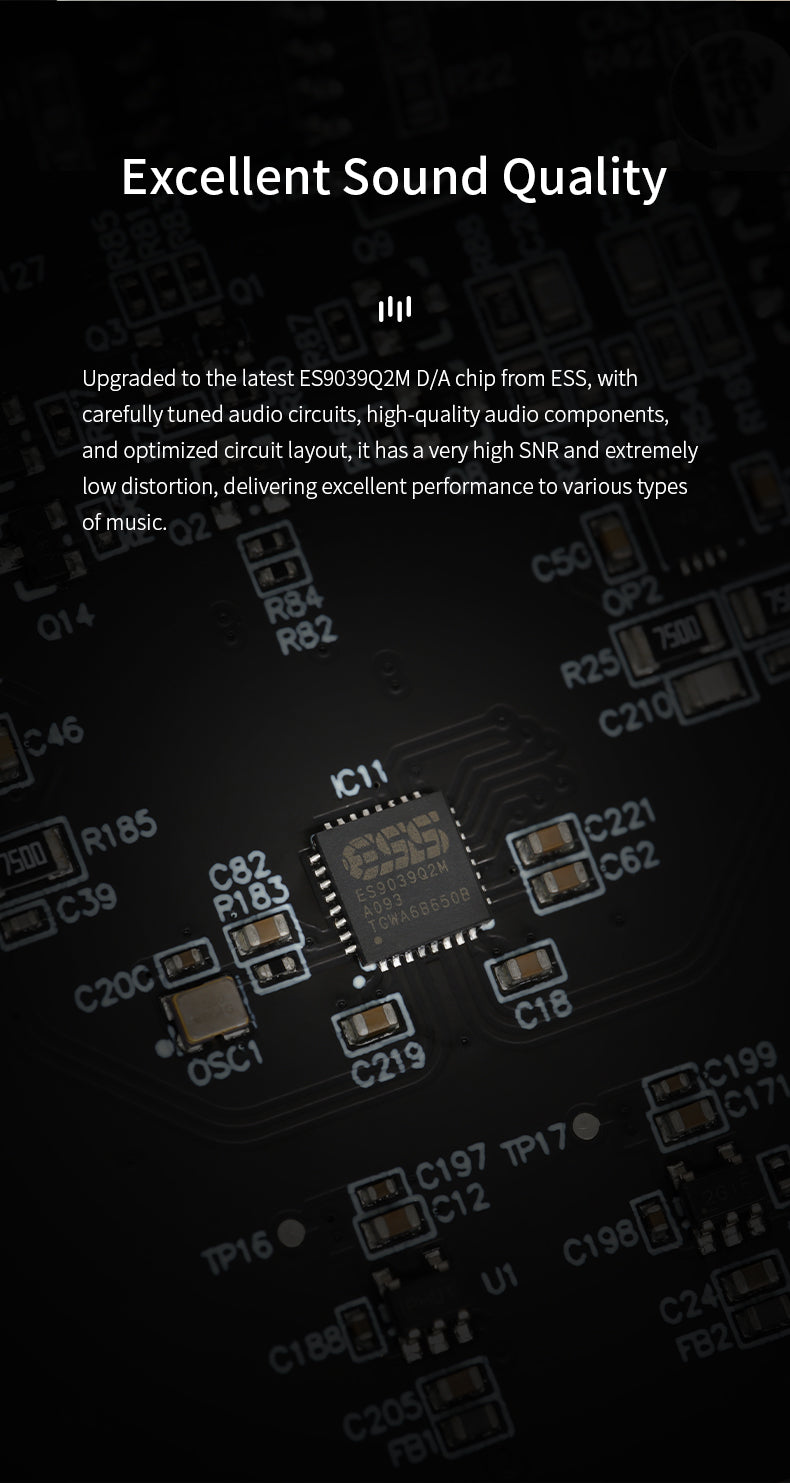 Excellent Sound Quality
Upgraded to the latest ES9039Q2M D/A chip from ESS, with
carefully tuned audio circuits, high-quality audio components,
and optimized circuit layout, it has a very high SNR and extremely
low distortion, delivering excellent performance to various types
of music.
R22
R85
R81
127
Q1
Q3
R87
Q2
Q14
R84
R82
C50
OP2
7500
R25
C210
C46
IC11
R185
7500
C39
C82
R183
ESS
ES9039Q2M
A093
TGWA6B650B
C221
C62
C200
OSC1
C219
C18
C199
C171
TP17
C197
C12
TP16
U1
C198
C188
C24
FB2
C205
FB1